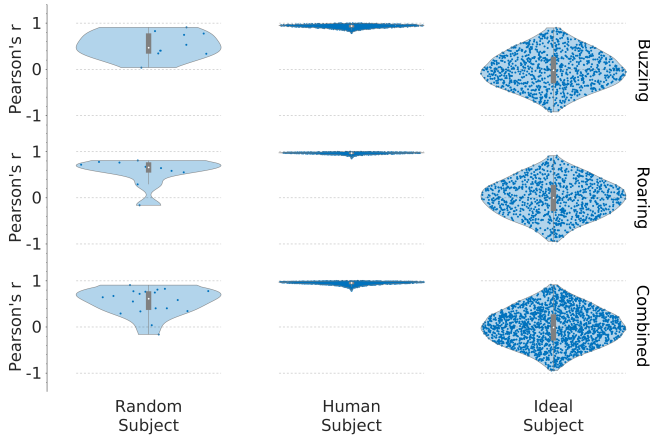 Pearson's r
1
0
-1
Buzzing
Pearson's r
1
0
-1
Roaring
Pearson's r
1
0
-1
Combined
Random
Subject
Human
Subject
Ideal
Subject